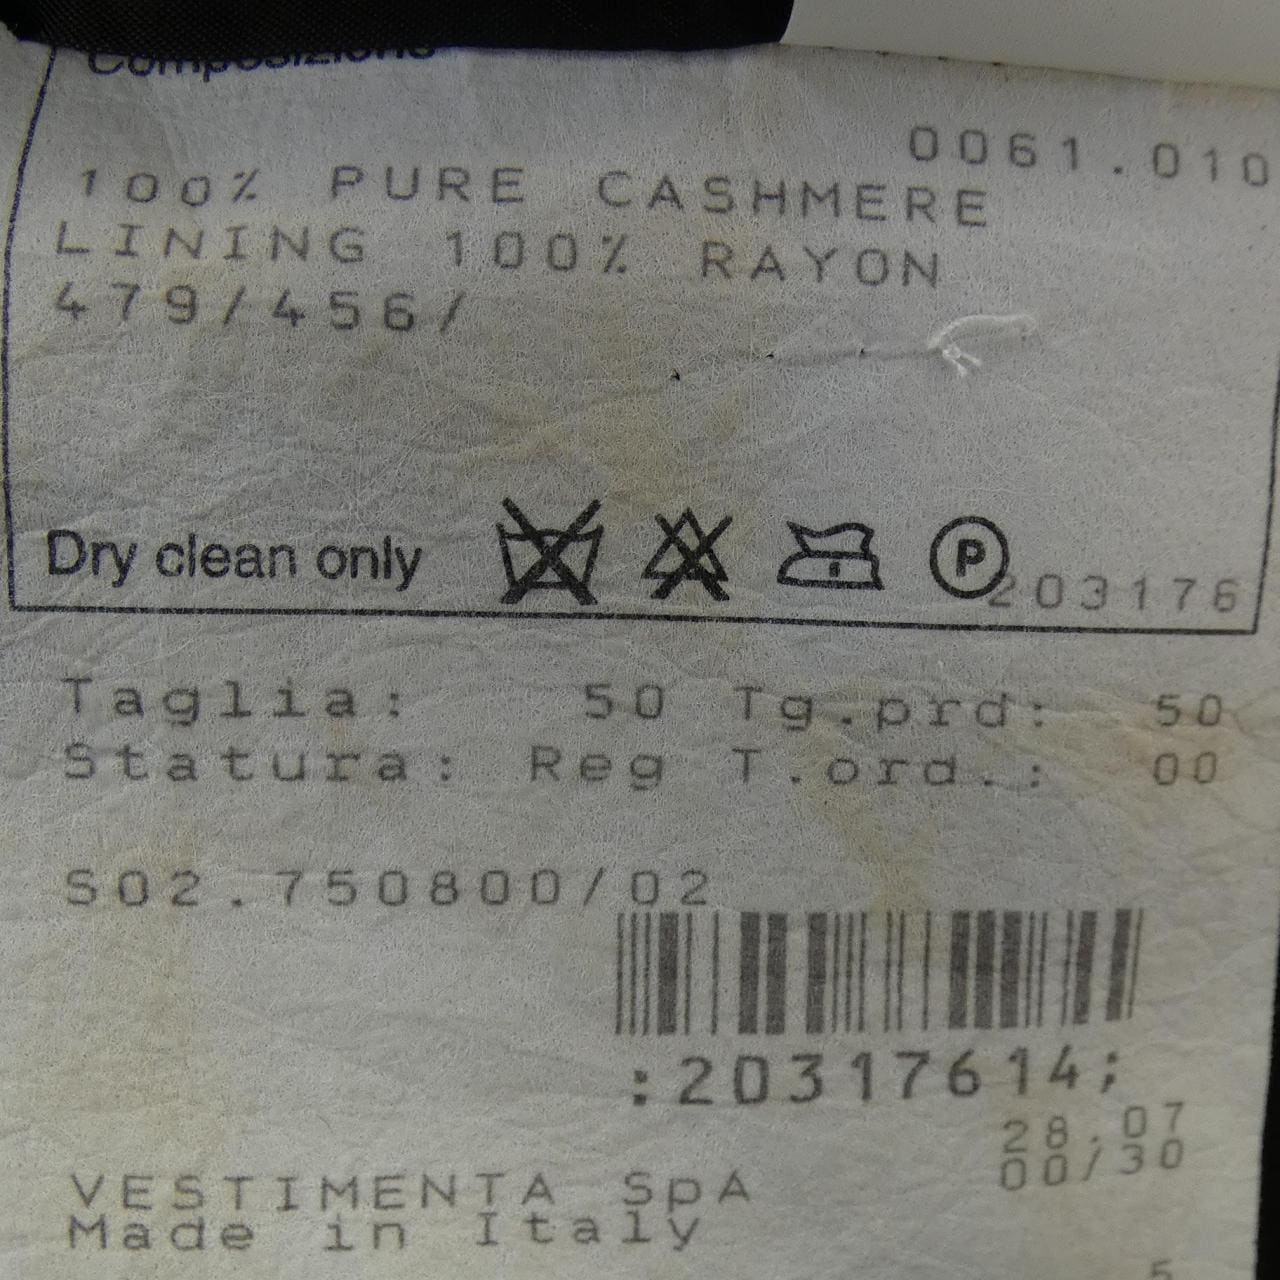 Composizione
0061.010
100% PURE CASHMERE
LINING 100% RAYON
479/456/
Dry clean only
P
203176
Taglia: 50 Tg.prd: 50
Statura: Reg T.ord.: 00
S02.750800/02
:20317614;
28.07
00/30
VESTIMENTA SpA
Made in Italy
5